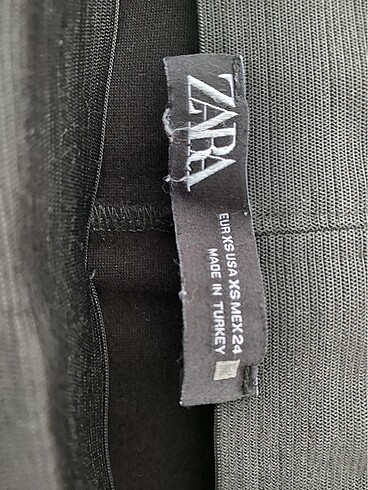 ZARA
EUR XS USA XS MEX 24
MADE IN TURKEY